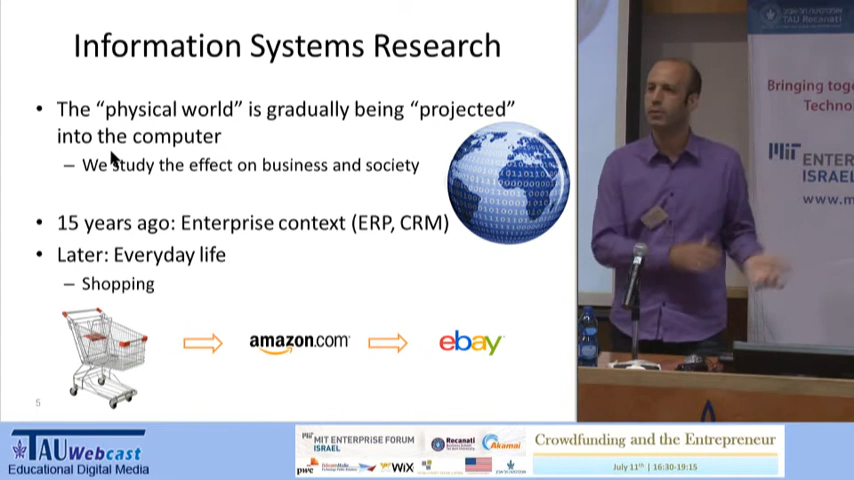 Information Systems Research
• The “physical world” is gradually being “projected”
into the computer
– We study the effect on business and society
• 15 years ago: Enterprise context (ERP, CRM)
• Later: Everyday life
– Shopping
amazon.com
ebay
5
TAU Recanati
Bringing tog
Techno
MIT ENTER
ISRAEL
www.m
TAU Webcast
Educational Digital Media
MIT ENTERPRISE FORUM
ISRAEL
Recanati
Akamai
pwc
WiX
Crowdfunding and the Entrepreneur
July 11th | 16:30-19:15